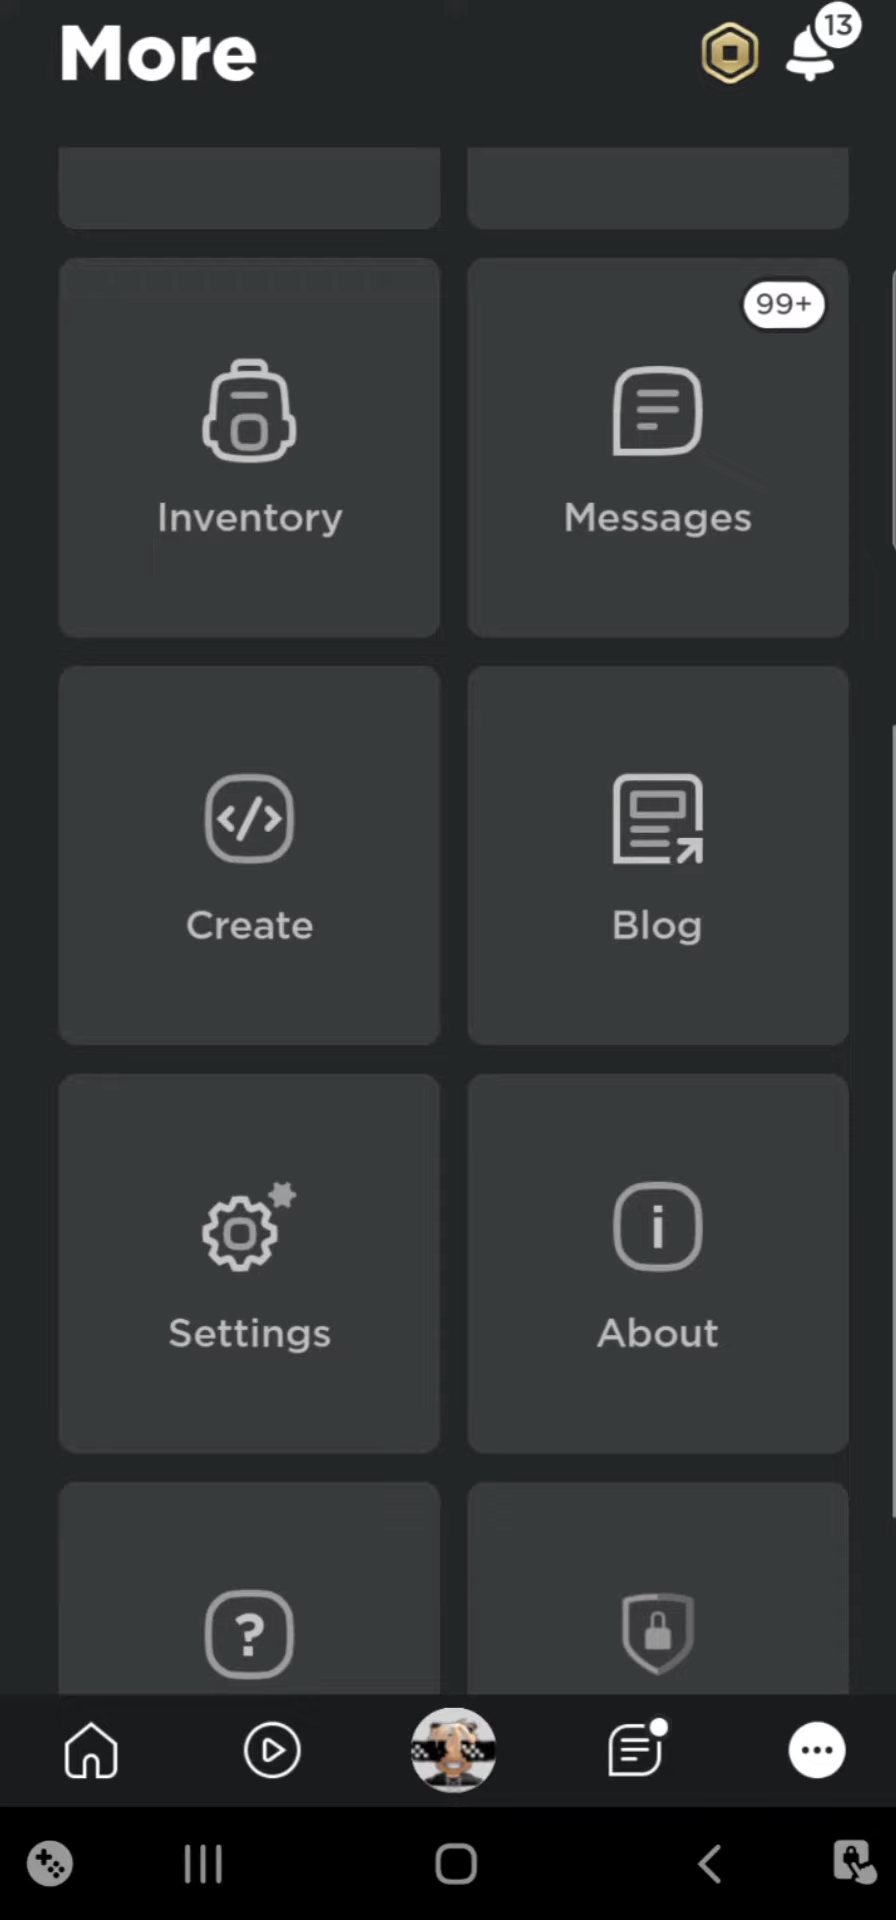 More
13
99+
Inventory
Messages
Create
Blog
Settings
About